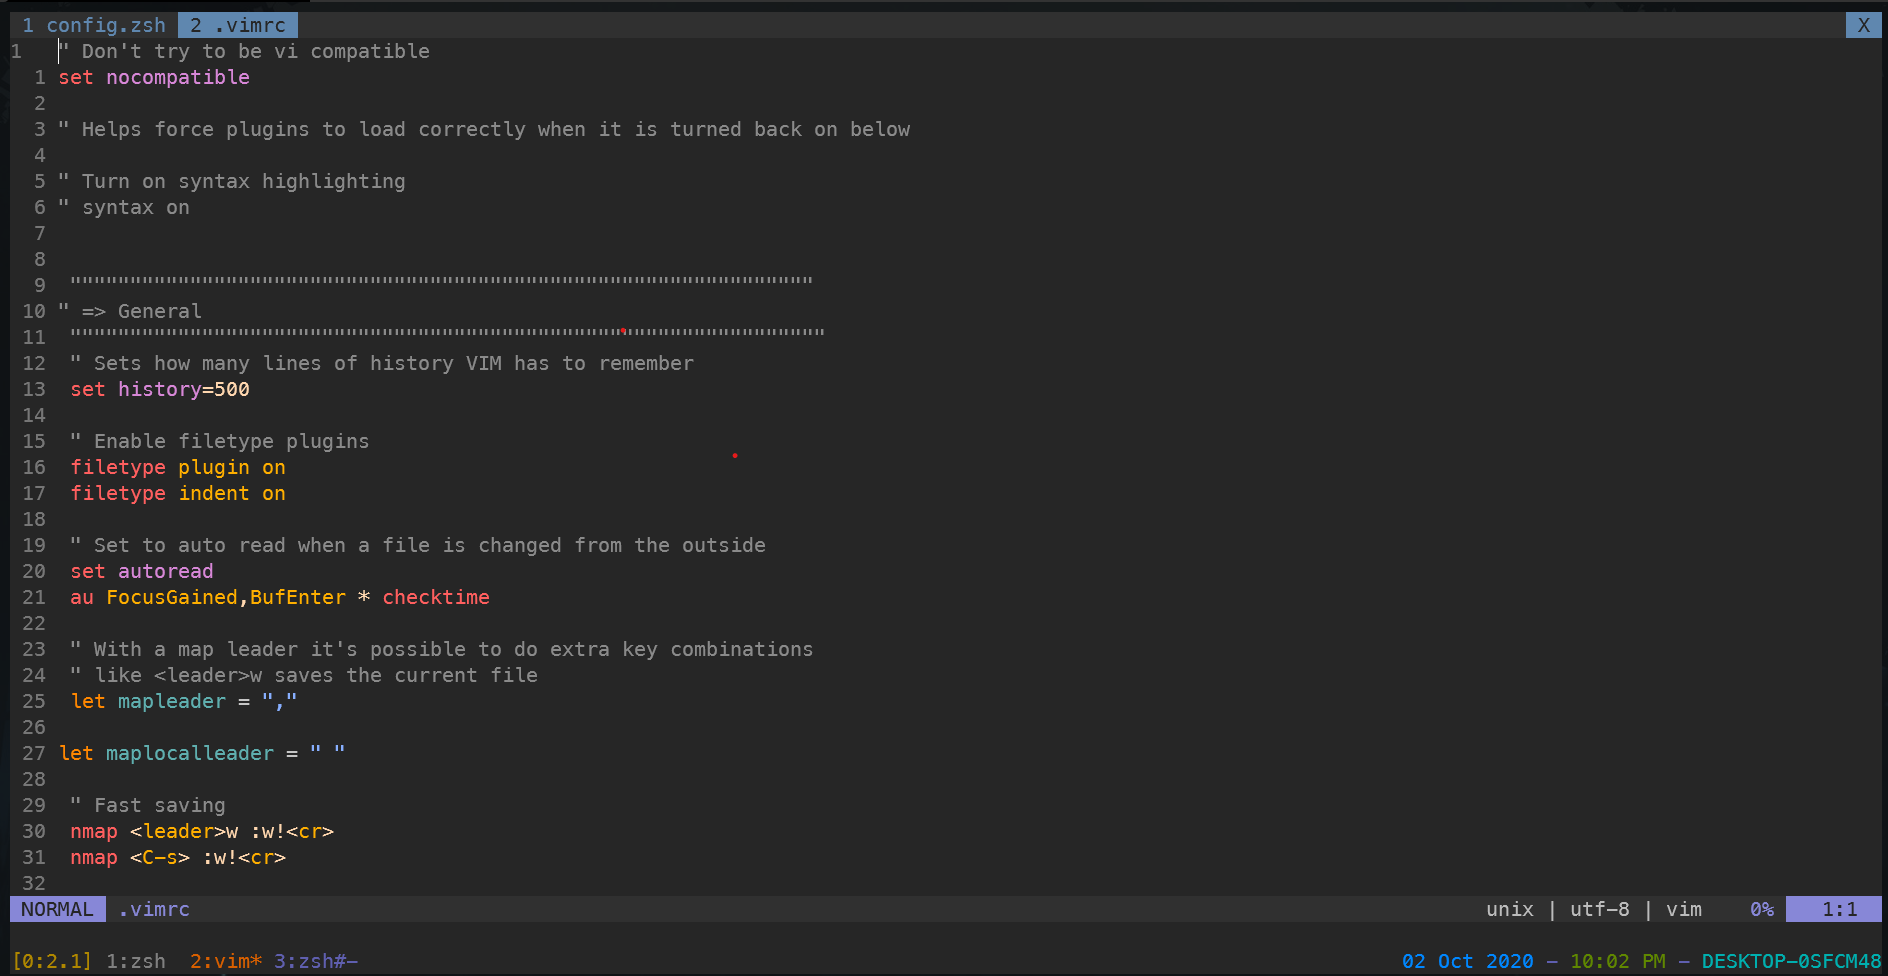 1 config.zsh 2 .vimrc X
1 " Don't try to be vi compatible
1 set nocompatible
2
3 " Helps force plugins to load correctly when it is turned back on below
4
5 " Turn on syntax highlighting
6 " syntax on
7
8
9 """"""""""""""""""""""""""""""""""""""""""""""""""""""""""""""
10 " => General
11 """""""""""""""""""""""""""""""""""""""""""""""""""""""""""""""
12 " Sets how many lines of history VIM has to remember
13 set history=500
14
15 " Enable filetype plugins
16 filetype plugin on
17 filetype indent on
18
19 " Set to auto read when a file is changed from the outside
20 set autoread
21 au FocusGained,BufEnter * checktime
22
23 " With a map leader it's possible to do extra key combinations
24 " like <leader>w saves the current file
25 let mapleader = ","
26
27 let maplocalleader = " "
28
29 " Fast saving
30 nmap <leader>w :w!<cr>
31 nmap <C-s> :w!<cr>
32
NORMAL .vimrc unix | utf-8 | vim 0% 1:1
[0:2.1] 1:zsh 2:vim* 3:zsh#- 02 Oct 2020 - 10:02 PM - DESKTOP-0SFCM48